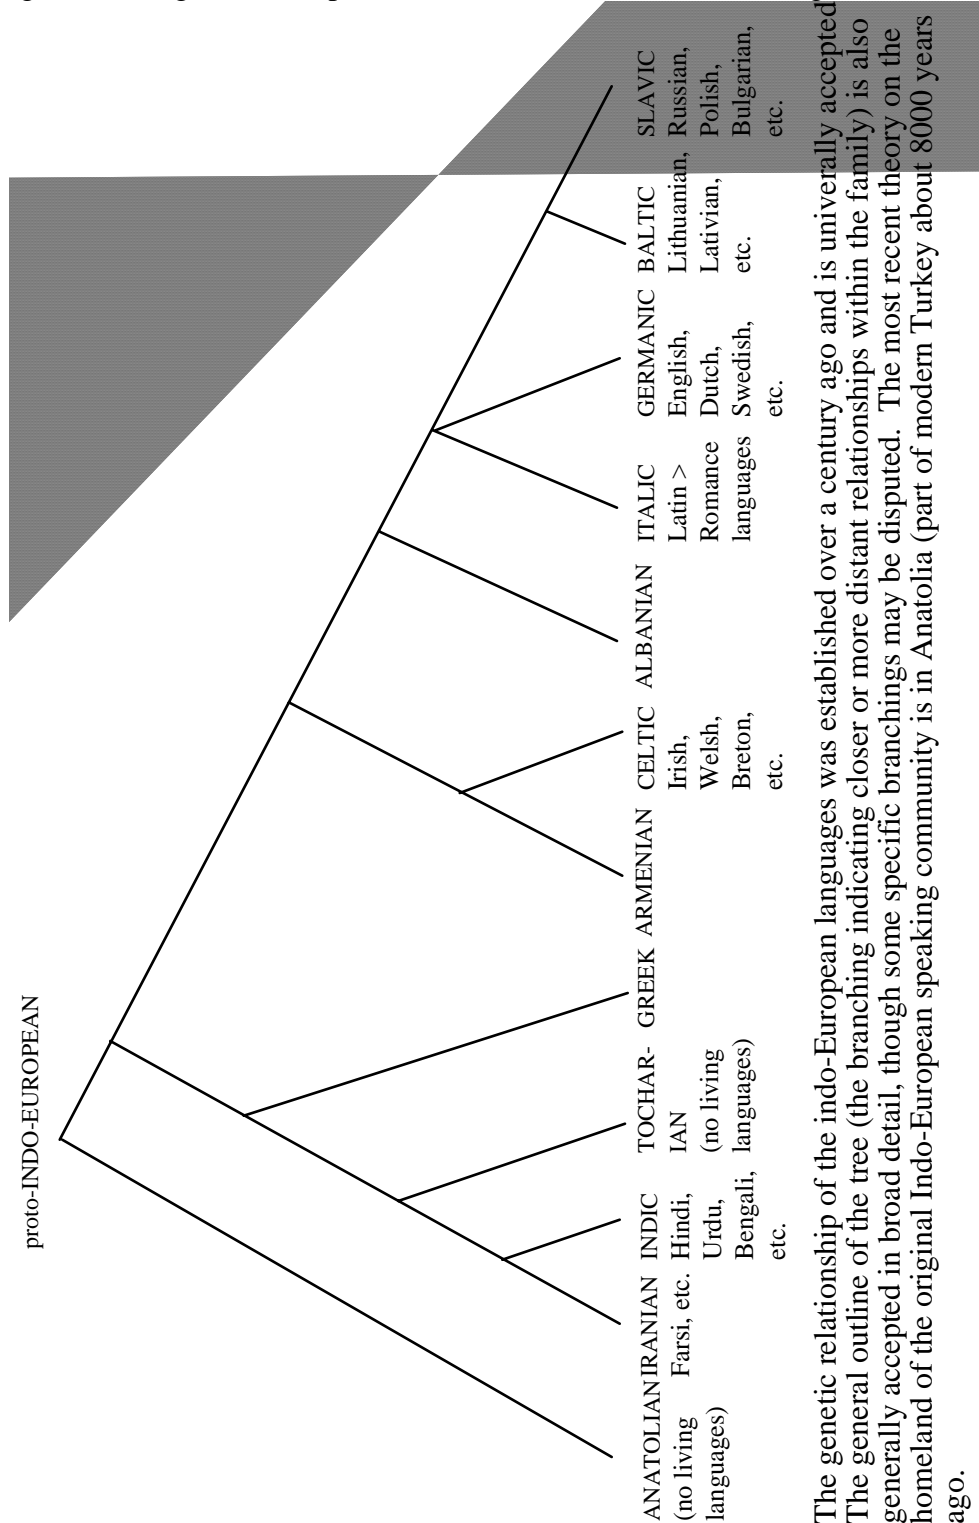 proto-INDO-EUROPEAN
ANATOLIAN
(no living
languages)
IRANIAN
Farsi, etc.
INDIC
Hindi,
Urdu,
Bengali,
etc.
TOCHAR-
IAN
(no living
languages)
GREEK
ARMENIAN
CELTIC
Irish,
Welsh,
Breton,
etc.
ALBANIAN
ITALIC
Latin >
Romance
languages
GERMANIC
English,
Dutch,
Swedish,
etc.
BALTIC
Lithuanian,
Lativian,
etc.
SLAVIC
Russian,
Polish,
Bulgarian,
etc.
The genetic relationship of the indo-European languages was established over a century ago and is univerally accepted
The general outline of the tree (the branching indicating closer or more distant relationships within the family) is also
generally accepted in broad detail, though some specific branchings may be disputed. The most recent theory on the
homeland of the original Indo-European speaking community is in Anatolia (part of modern Turkey about 8000 years
ago.